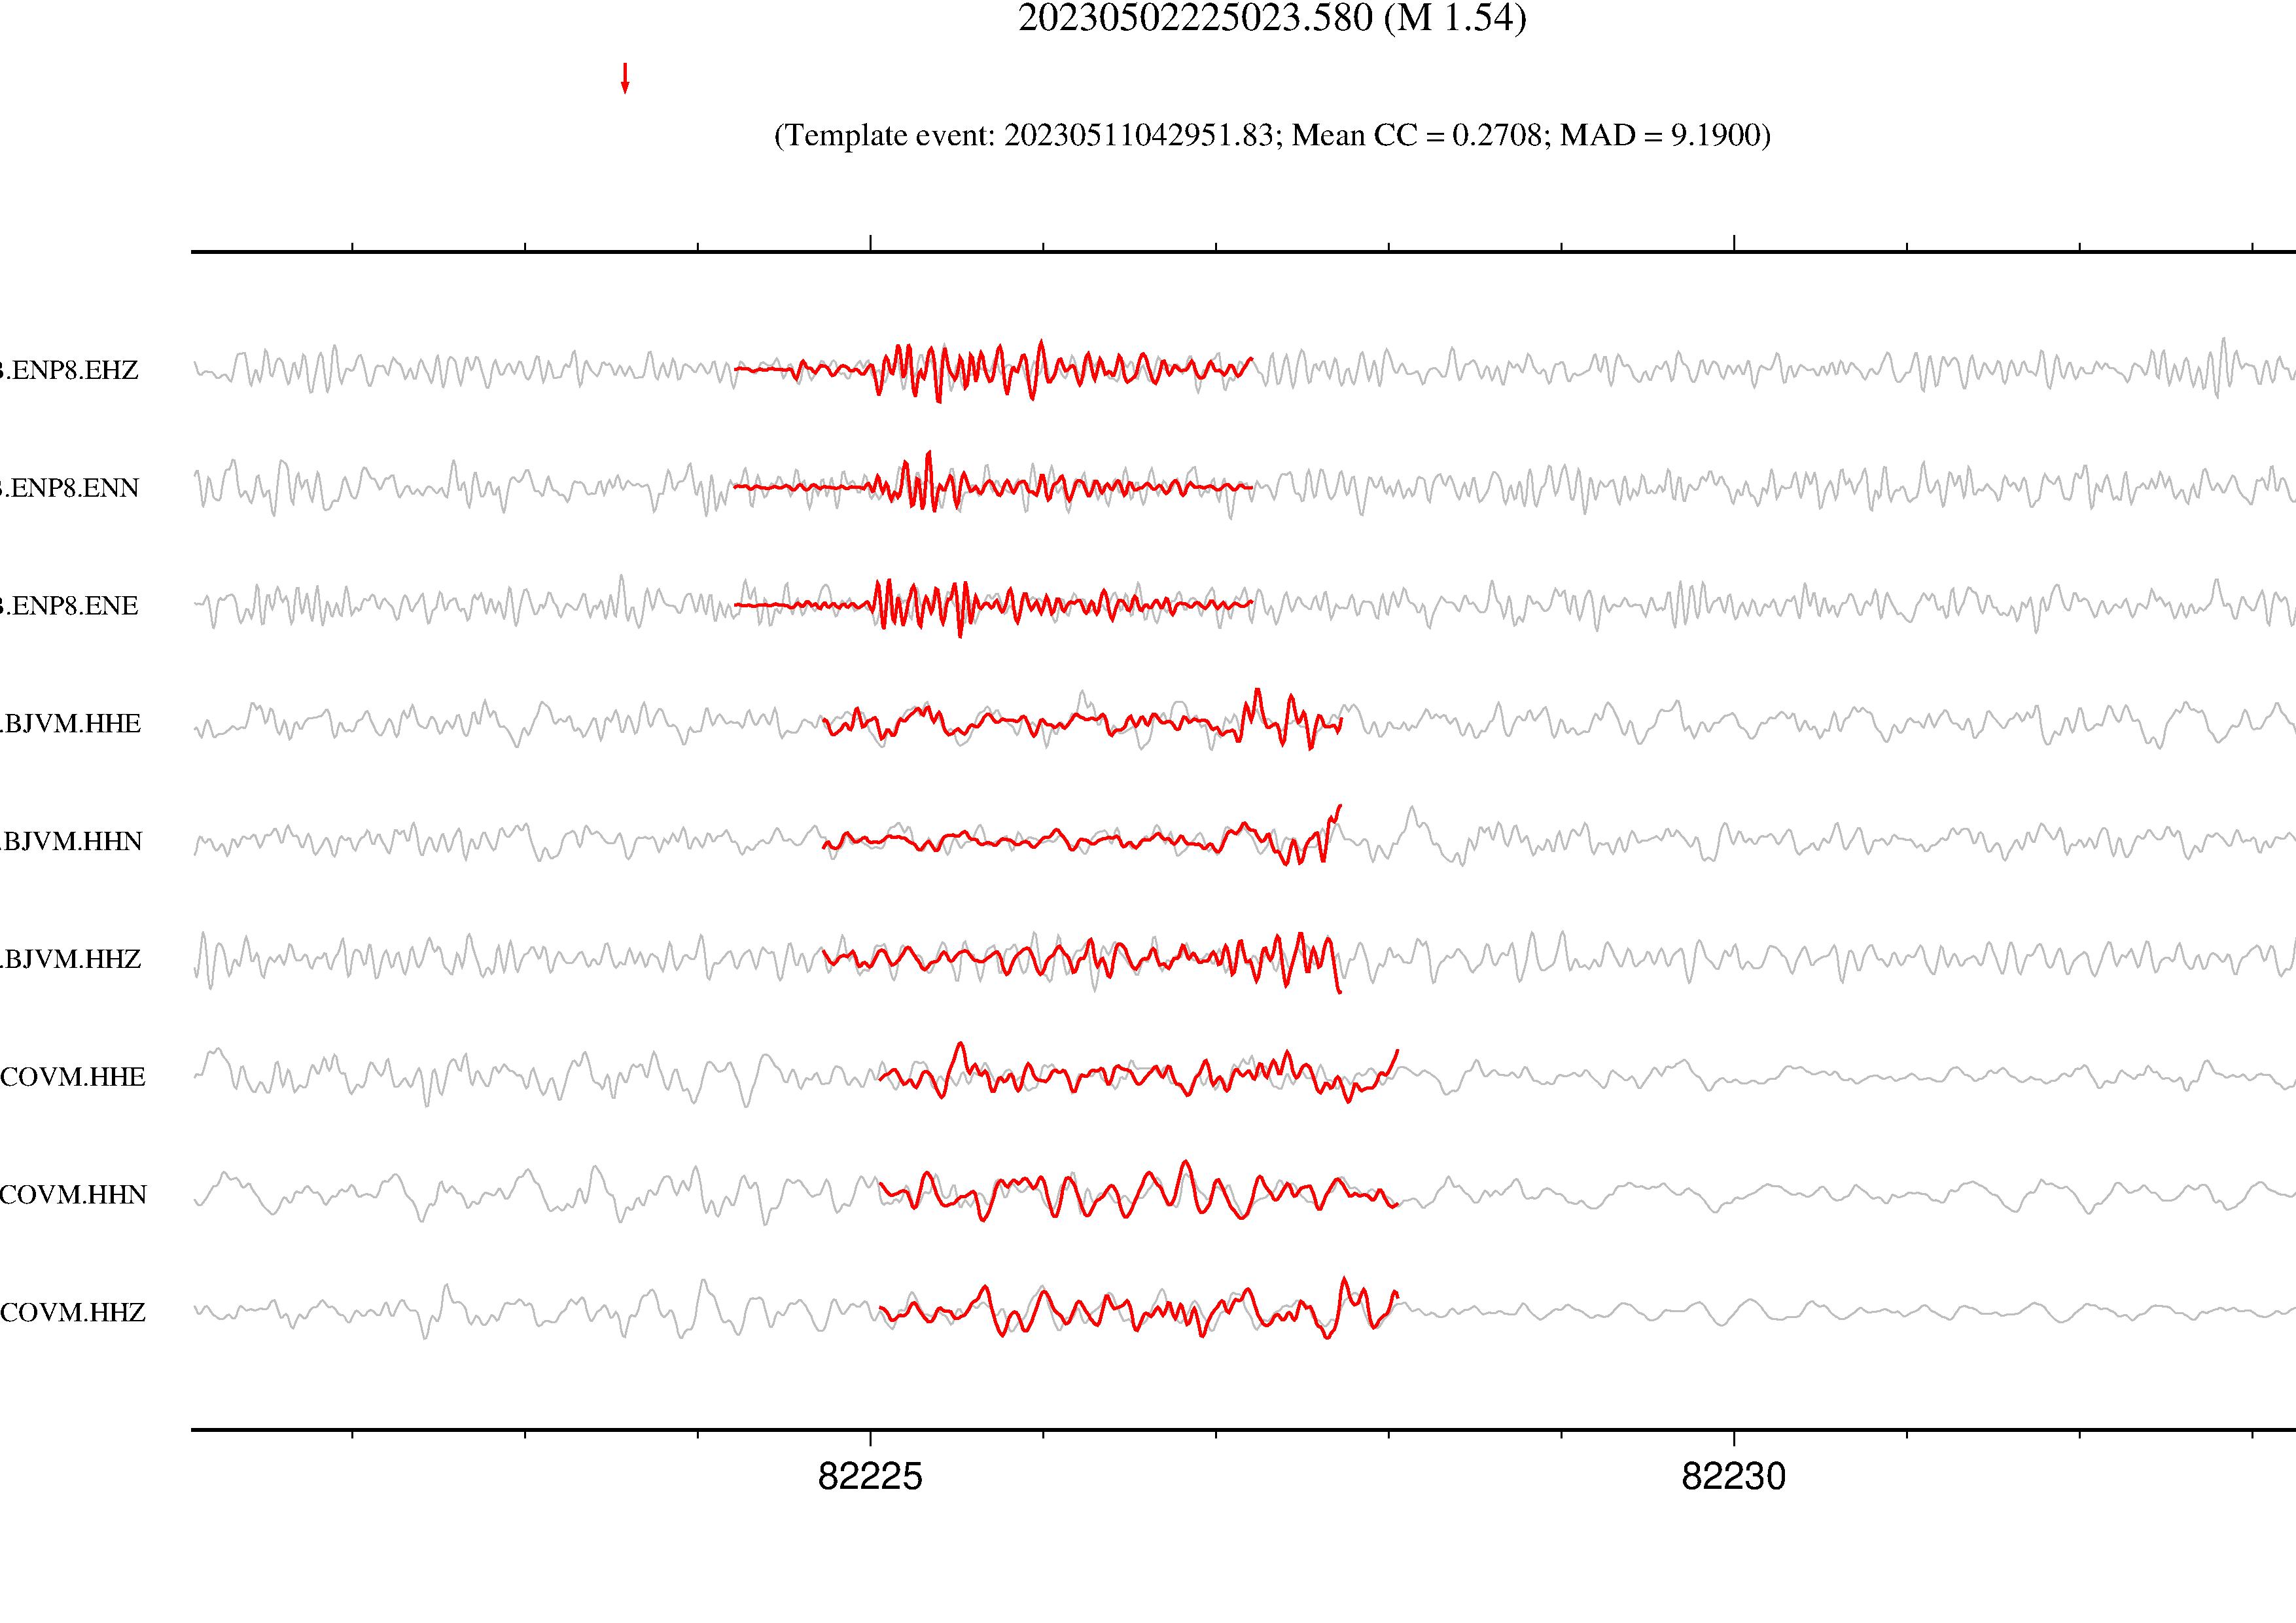 20230502225023.580 (M 1.54)
(Template event: 20230511042951.83; Mean CC = 0.2708; MAD = 9.1900)
.ENP8.EHZ
.ENP8.ENN
.ENP8.ENE
.BJVM.HHE
.BJVM.HHN
.BJVM.HHZ
COVM.HHE
COVM.HHN
COVM.HHZ
82225 82230